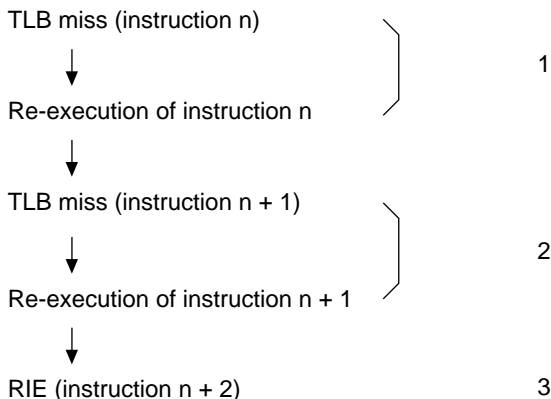 TLB miss (instruction n)
1
Re-execution of instruction n
TLB miss (instruction n + 1)
2
Re-execution of instruction n + 1
RIE (instruction n + 2) 3